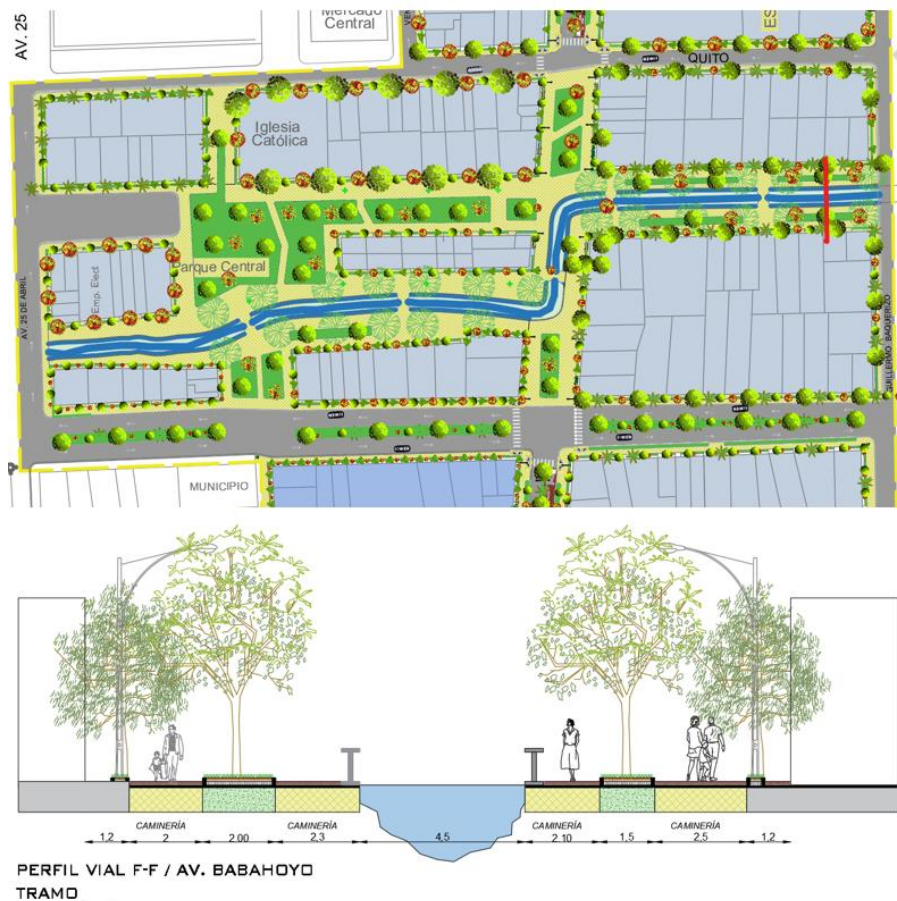 AV. 25
Mercado
Central
ES
QUITO
Iglesia
Católica
Parque Central
Emp. Elect
AV. 25 DE ABRIL
GUILLERMO BAQUERIZO
MUNICIPIO
CAMINERÍA CAMINERÍA CAMINERÍA CAMINERÍA
1,2 2 2.00 2,3 4,5 2.10 1,5 2,5 1,2
PERFIL VIAL F-F / AV. BABAHOYO
TRAMO